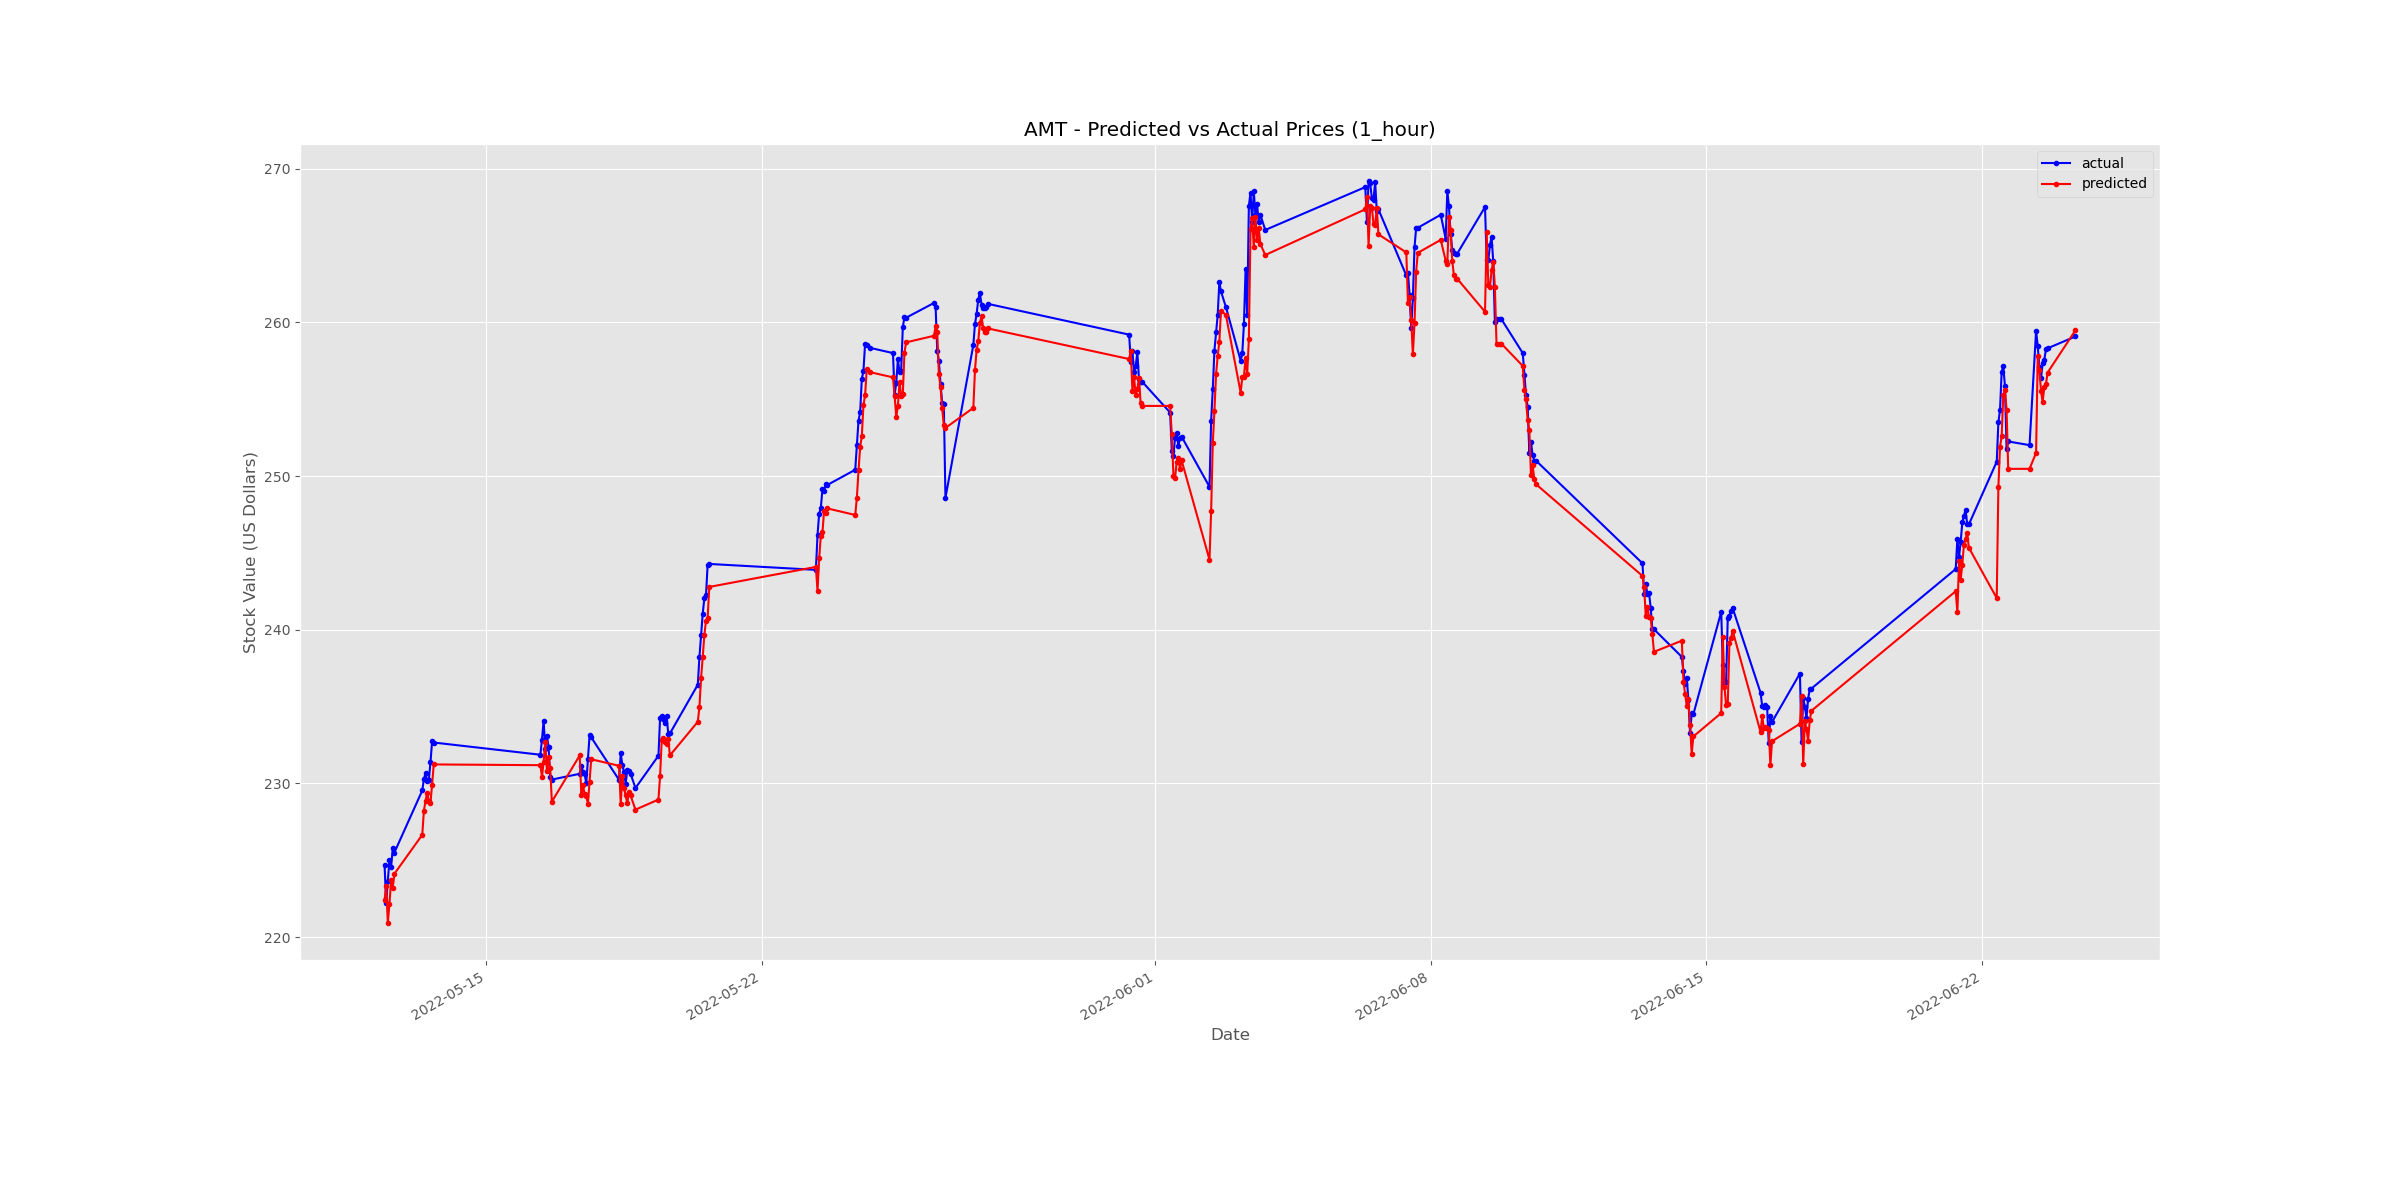 AMT - Predicted vs Actual Prices (1_hour)
actual
predicted
270
260
250
240
230
220
Stock Value (US Dollars)
2022-05-15
2022-05-22
2022-06-01
2022-06-08
2022-06-15
2022-06-22
Date